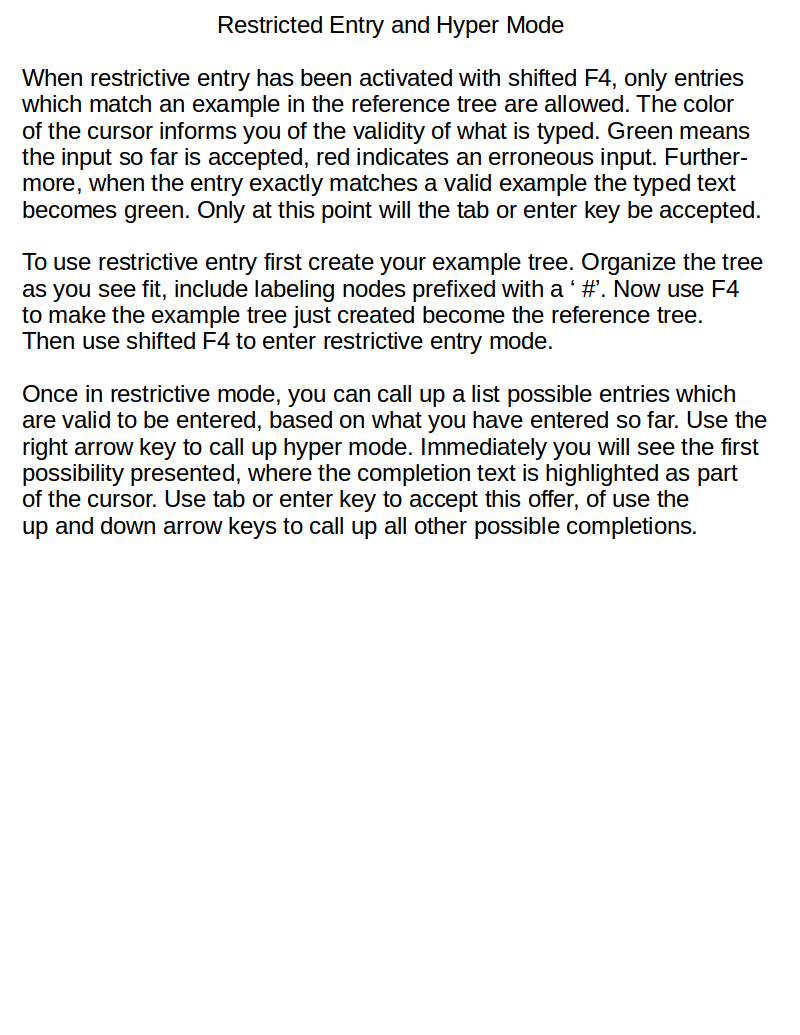 Restricted Entry and Hyper Mode
When restrictive entry has been activated with shifted F4, only entries
which match an example in the reference tree are allowed. The color
of the cursor informs you of the validity of what is typed. Green means
the input so far is accepted, red indicates an erroneous input. Further-
more, when the entry exactly matches a valid example the typed text
becomes green. Only at this point will the tab or enter key be accepted.
To use restrictive entry first create your example tree. Organize the tree
as you see fit, include labeling nodes prefixed with a ‘ #’. Now use F4
to make the example tree just created become the reference tree.
Then use shifted F4 to enter restrictive entry mode.
Once in restrictive mode, you can call up a list possible entries which
are valid to be entered, based on what you have entered so far. Use the
right arrow key to call up hyper mode. Immediately you will see the first
possibility presented, where the completion text is highlighted as part
of the cursor. Use tab or enter key to accept this offer, of use the
up and down arrow keys to call up all other possible completions.